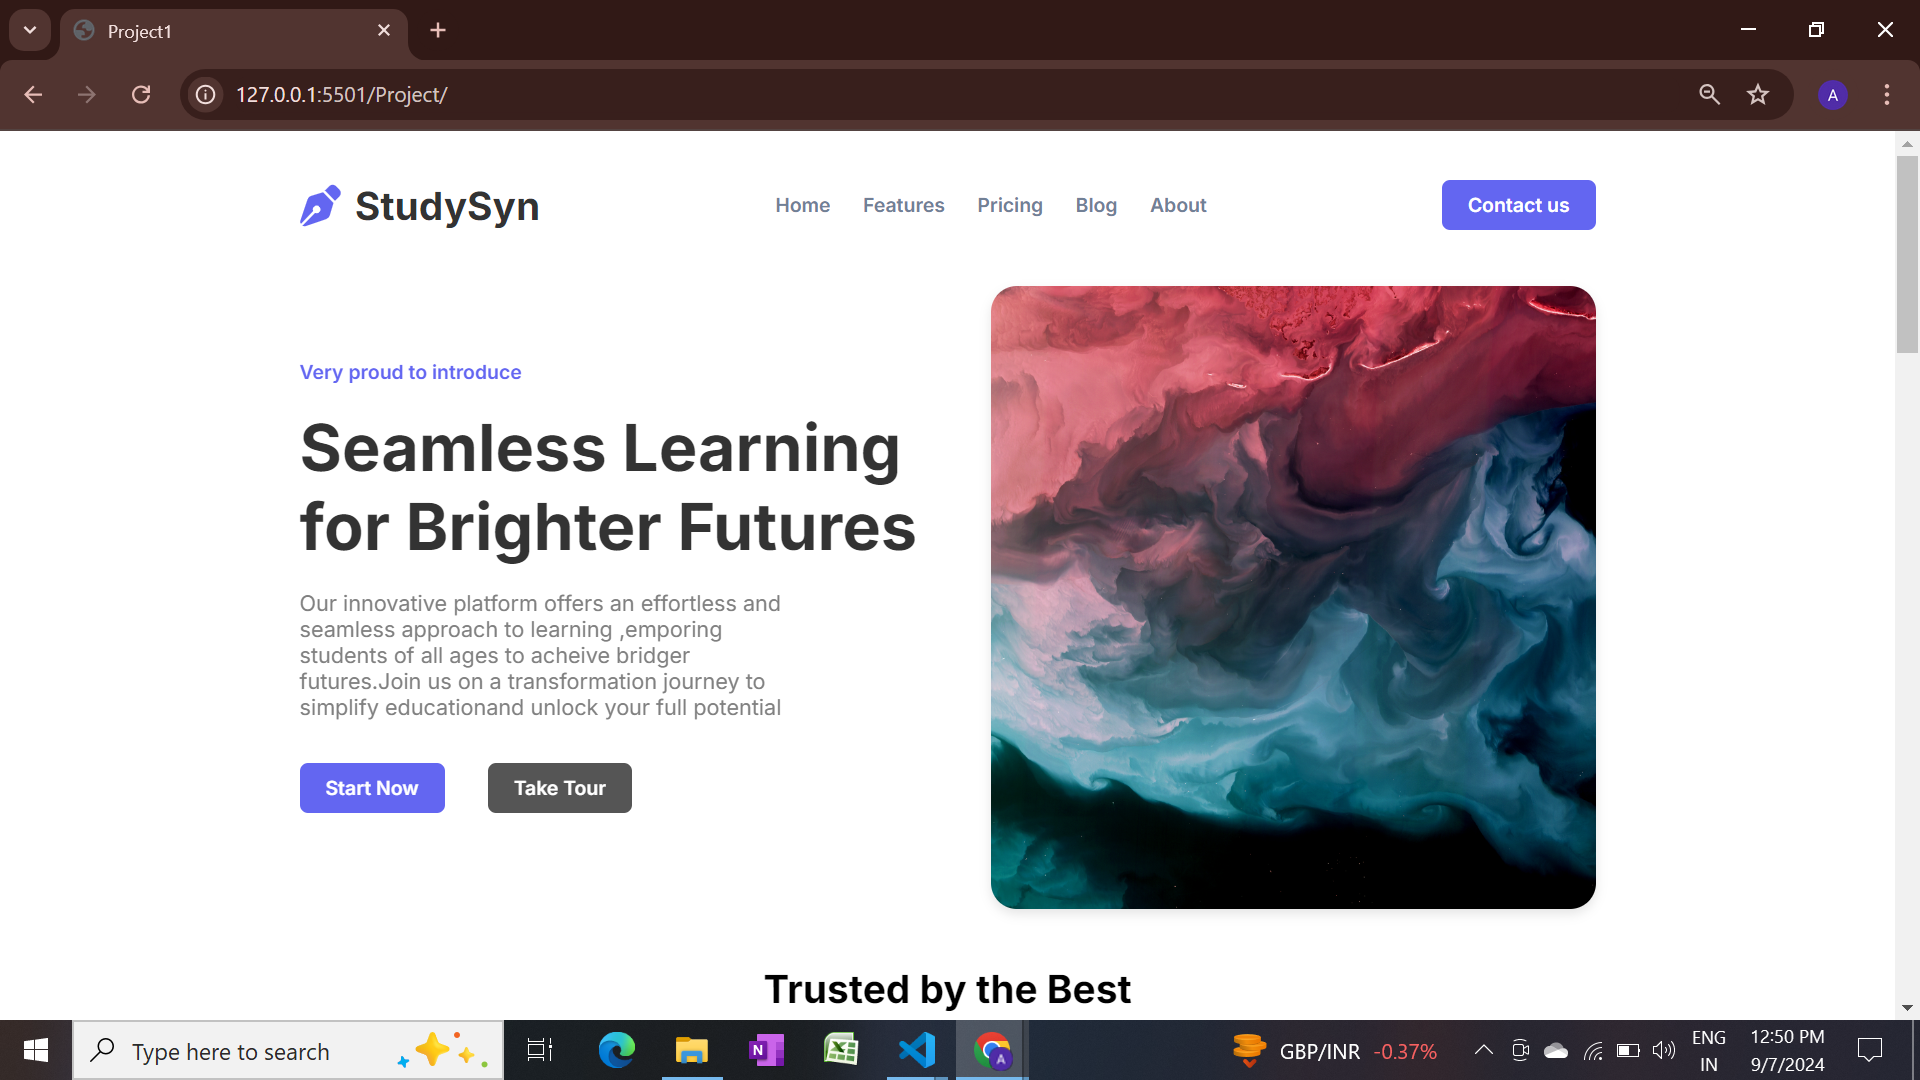 Project1
127.0.0.1:5501/Project/
A
StudySyn
Home Features Pricing Blog About
Contact us
Very proud to introduce
Seamless Learning
for Brighter Futures
Our innovative platform offers an effortless and
seamless approach to learning ,emporing
students of all ages to acheive bridger
futures.Join us on a transformation journey to
simplify educationand unlock your full potential
Start Now Take Tour
Trusted by the Best
Type here to search
N
A
GBP/INR -0.37%
ENG
IN
12:50 PM
9/7/2024